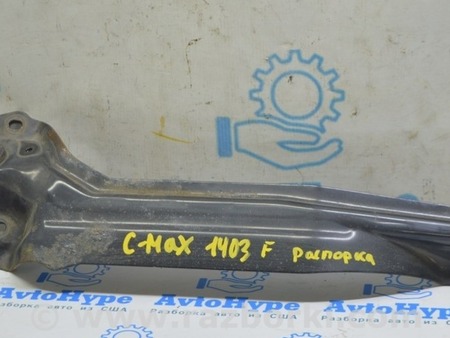 C-MAX 1403 F распорка
AvtoHype AvtoHype AvtoHype
Разборка авто из США Разборка авто из США Разборка авто из США